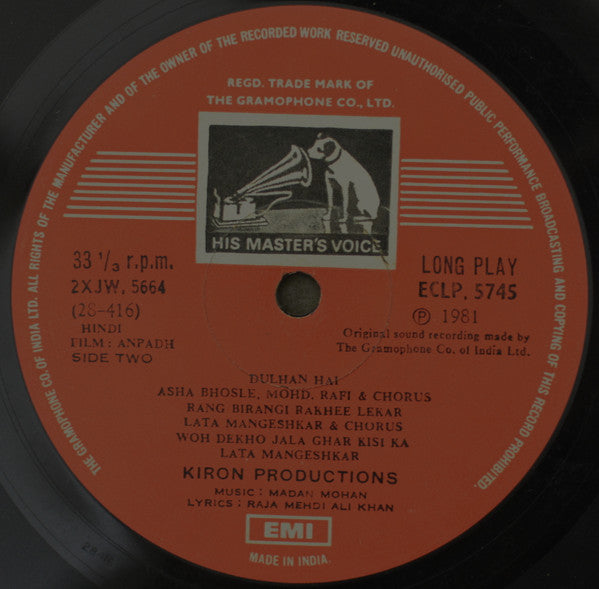 THE GRAMOPHONE CO. OF INDIA LTD. ALL RIGHTS OF THE MANUFACTURER AND OF THE OWNER OF THE RECORDED WORK RESERVED UNAUTHORISED PUBLIC PERFORMANCE BROADCASTING AND COPYING OF THIS RECORD PROHIBITED.
REGD. TRADE MARK OF
THE GRAMOPHONE CO., LTD.
HIS MASTER'S VOICE
33 1/3 r.p.m.
2XJW. 5664
(28-416)
HINDI
FILM : ANPADH
SIDE TWO
LONG PLAY
ECLP. 5745
Ⓟ 1981
Original sound recording made by
The Gramophone Co. of India Ltd.
DULHAN HAI
ASHA BHOSLE, MOHD. RAFI & CHORUS
RANG BIRANGI RAKHEE LEKAR
LATA MANGESHKAR & CHORUS
WOH DEKHO JALA GHAR KISI KA
LATA MANGESHKAR
KIRON PRODUCTIONS
MUSIC : MADAN MOHAN
LYRICS : RAJA MEHDI ALI KHAN
EMI
MADE IN INDIA.